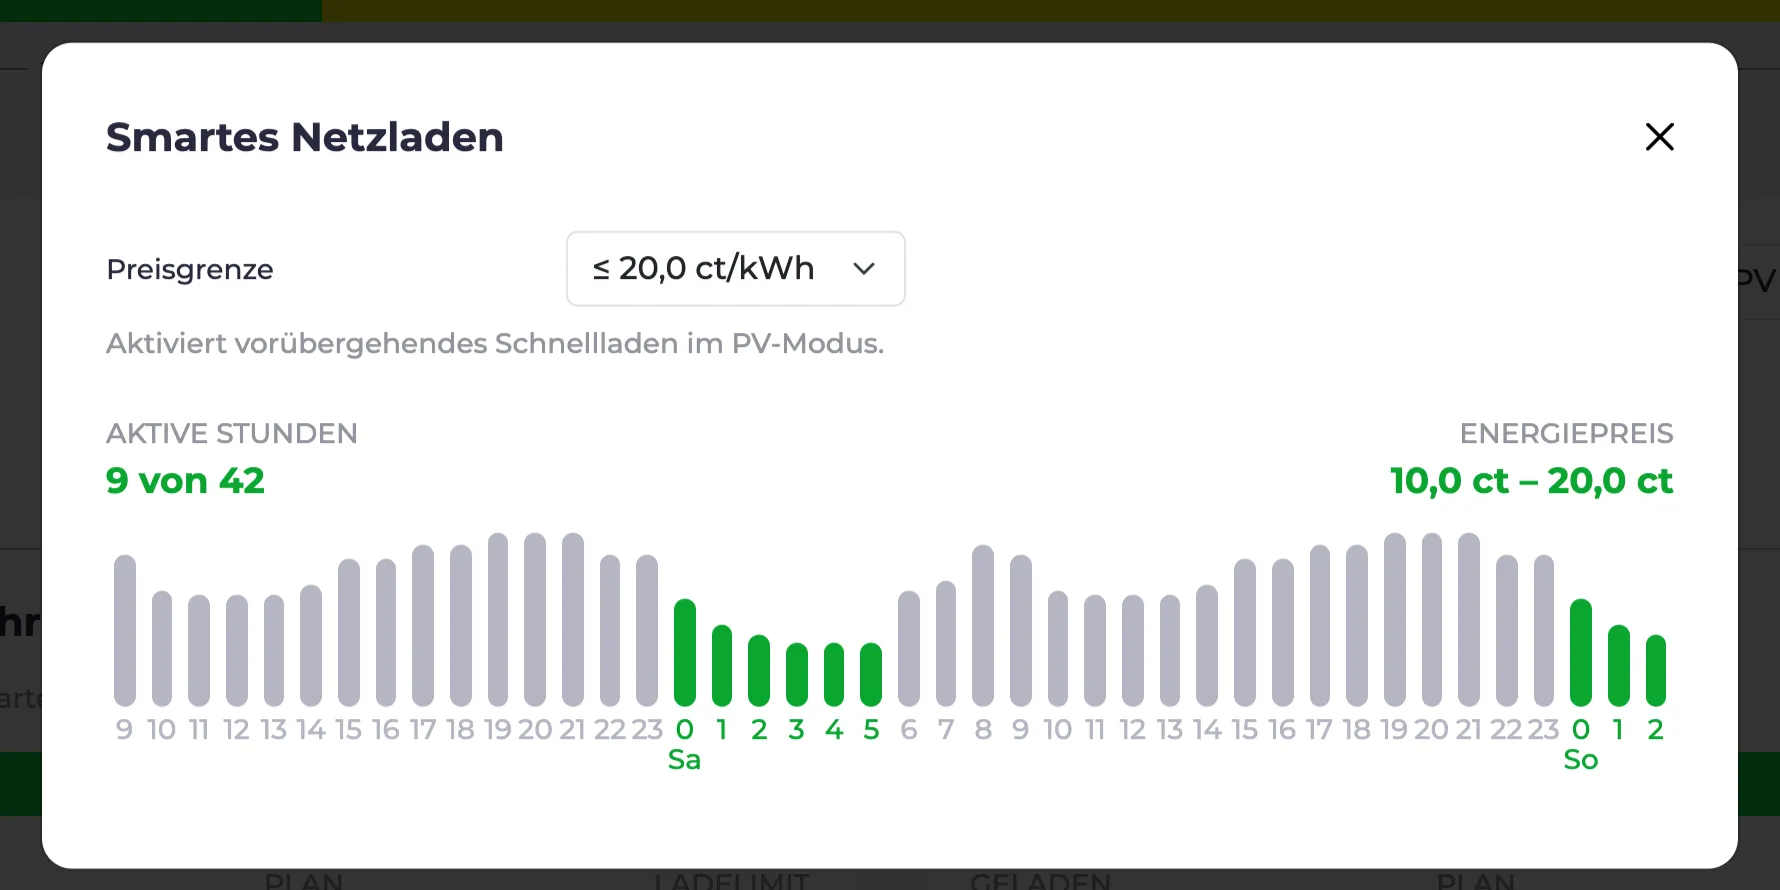 Smartes Netzladen
Preisgrenze
≤ 20,0 ct/kWh
Aktiviert vorübergehendes Schnellladen im PV-Modus.
AKTIVE STUNDEN
ENERGIEPREIS
9 von 42
10,0 ct – 20,0 ct
9 10 11 12 13 14 15 16 17 18 19 20 21 22 23 0 1 2 3 4 5 6 7 8 9 10 11 12 13 14 15 16 17 18 19 20 21 22 23 0 1 2
Sa So
PV
PLAN LADELIMIT GELADEN PLAN